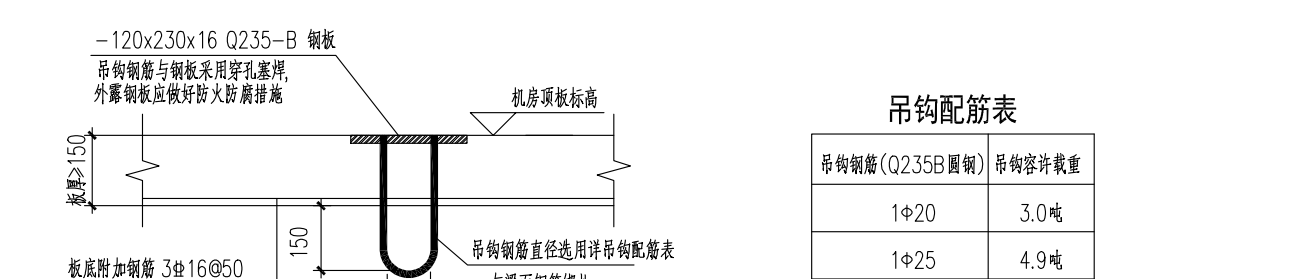 -120x230x16 Q235-B 钢板
吊钩钢筋与钢板采用穿孔塞焊,
外露钢板应做好防火防腐措施
机房顶板标高
板厚≥150
150
吊钩钢筋直径选用详吊钩配筋表
板底附加钢筋 3⌀16@50
吊钩配筋表
吊钩钢筋(Q235B圆钢) 吊钩容许载重
1Φ20 3.0吨
1Φ25 4.9吨